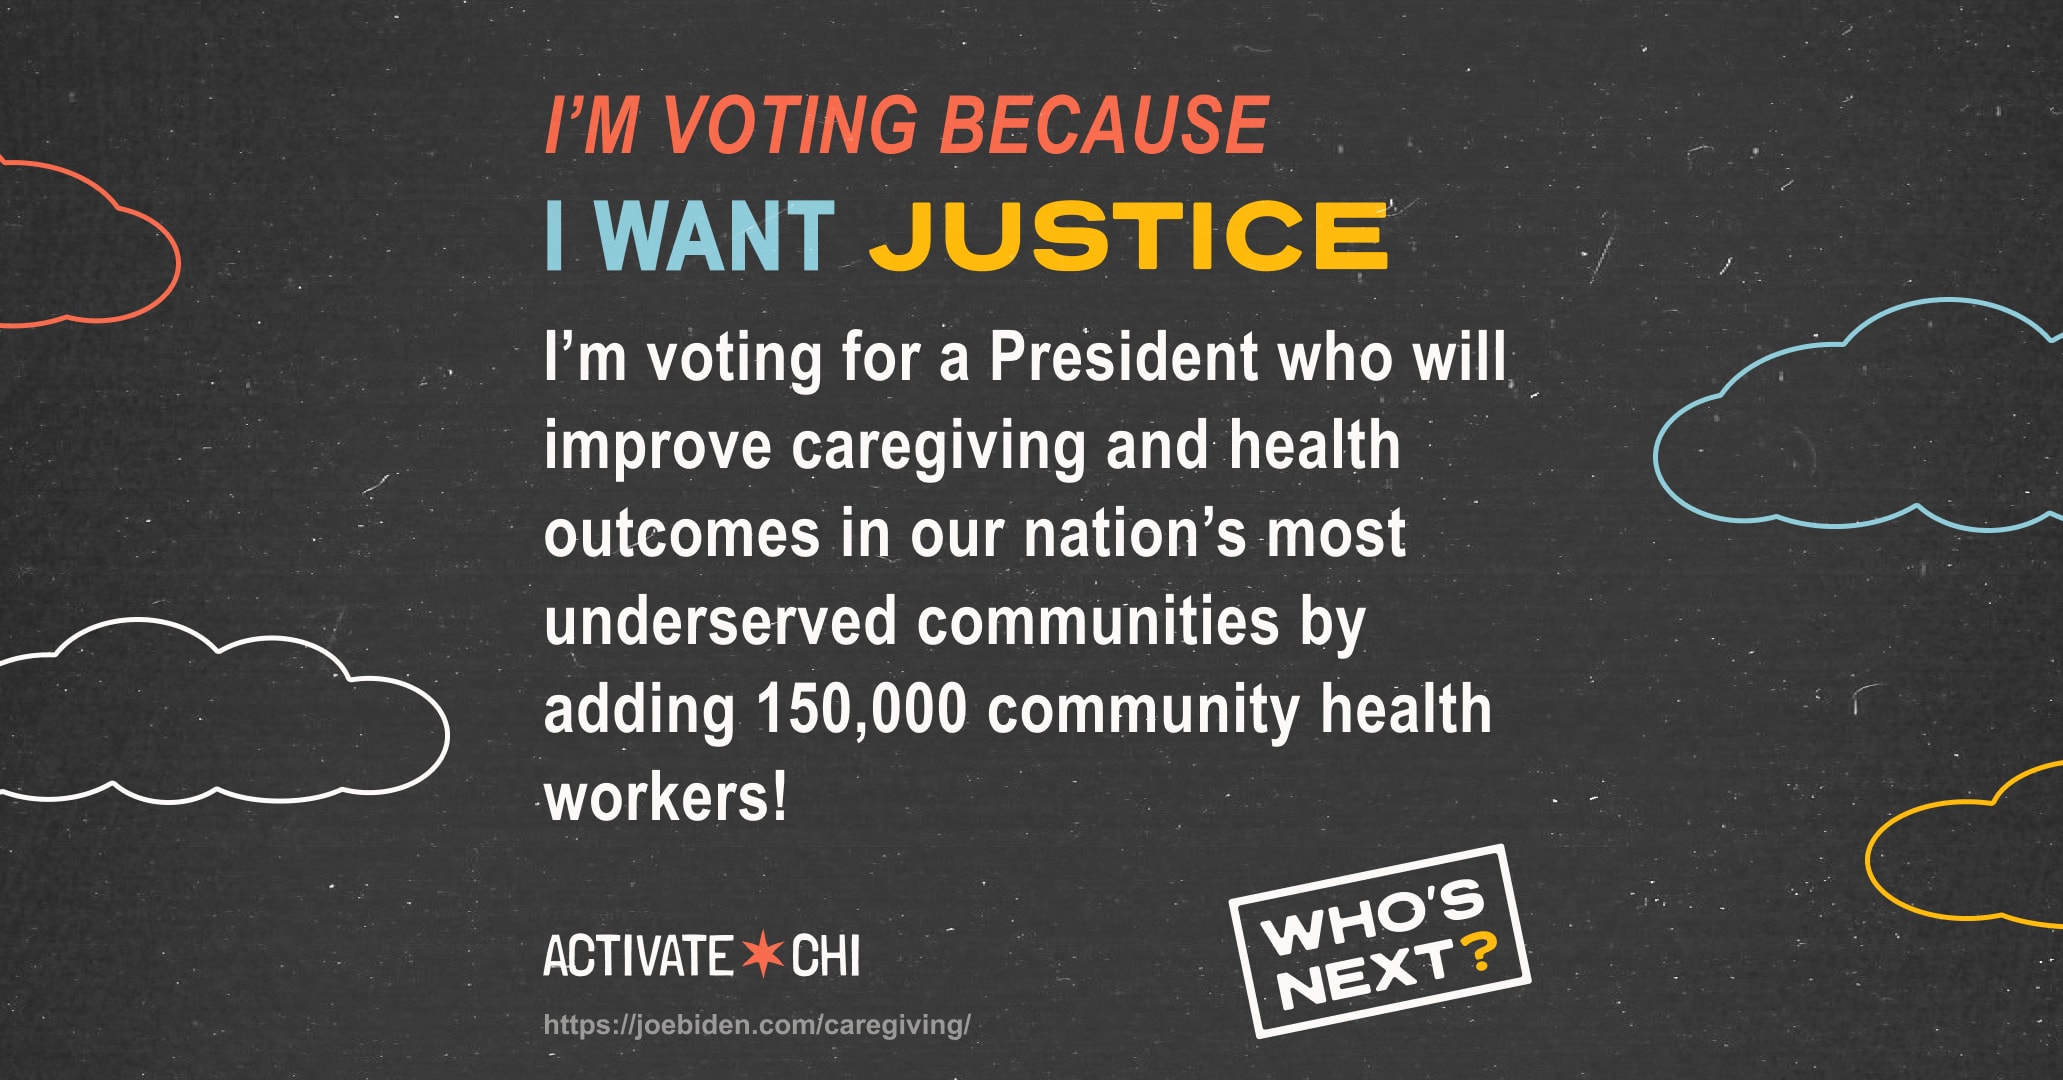 I’M VOTING BECAUSE
I WANT JUSTICE
I’m voting for a President who will
improve caregiving and health
outcomes in our nation’s most
underserved communities by
adding 150,000 community health
workers!
ACTIVATE CHI
https://joebiden.com/caregiving/
WHO'S
NEXT?